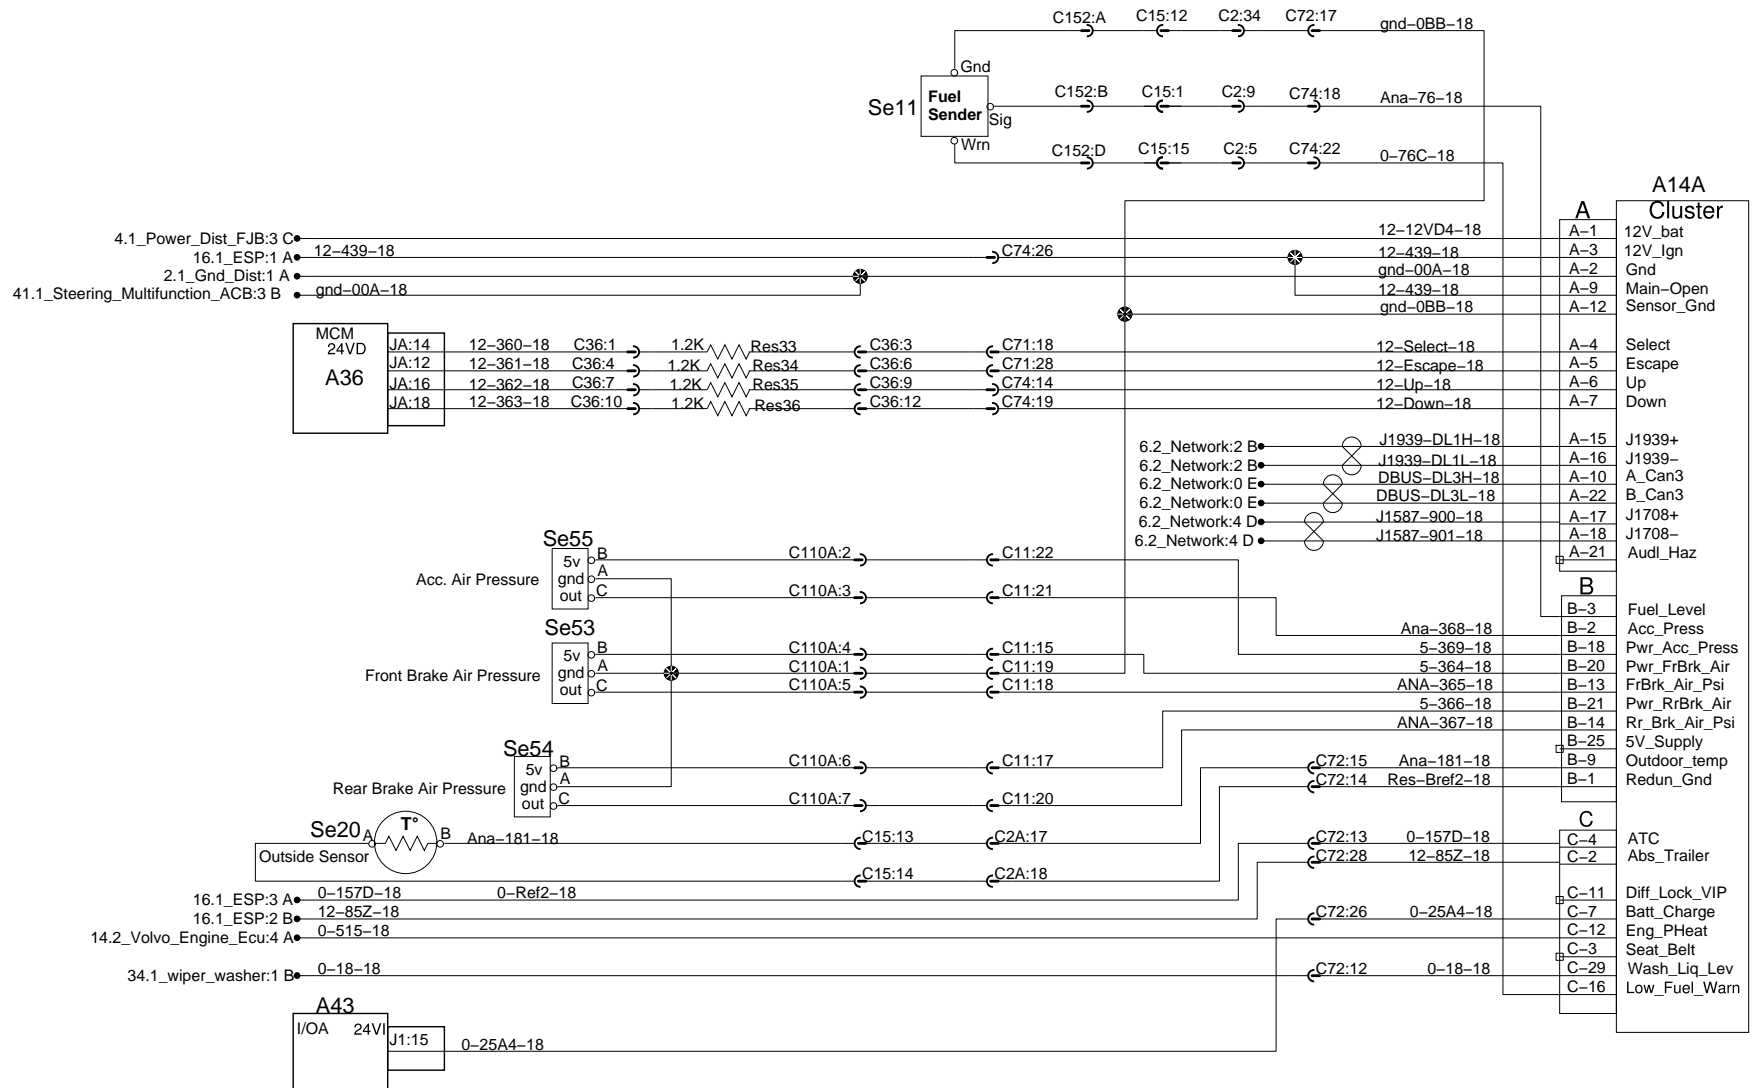 C152:A C15:12 C2:34 C72:17 gnd-0BB-18
Gnd
Se11 Fuel Sender Sig C152:B C15:1 C2:9 C74:18 Ana-76-18
Wrn
C152:D C15:15 C2:5 C74:22 0-76C-18
A14A
A Cluster
4.1_Power_Dist_FJB:3 C 12-12VD4-18 A-1 12V_bat
16.1_ESP:1 A 12-439-18 C74:26 12-439-18 A-3 12V_Ign
2.1_Gnd_Dist:1 A gnd-00A-18 A-2 Gnd
41.1_Steering_Multifunction_ACB:3 B gnd-00A-18 12-439-18 A-9 Main-Open
gnd-0BB-18 A-12 Sensor_Gnd
MCM
24VD
A36
JA:14 12-360-18 C36:1 1.2K Res33 C36:3 C71:18 12-Select-18 A-4 Select
JA:12 12-361-18 C36:4 1.2K Res34 C36:6 C71:28 12-Escape-18 A-5 Escape
JA:16 12-362-18 C36:7 1.2K Res35 C36:9 C74:14 12-Up-18 A-6 Up
JA:18 12-363-18 C36:10 1.2K Res36 C36:12 C74:19 12-Down-18 A-7 Down
6.2_Network:2 B J1939-DL1H-18 A-15 J1939+
6.2_Network:2 B J1939-DL1L-18 A-16 J1939-
6.2_Network:0 E DBUS-DL3H-18 A-10 A_Can3
6.2_Network:0 E DBUS-DL3L-18 A-22 B_Can3
6.2_Network:4 D J1587-900-18 A-17 J1708+
6.2_Network:4 D J1587-901-18 A-18 J1708-
A-21 Audl_Haz
Se55
Acc. Air Pressure
5v B C110A:2 C11:22
gnd A
out C C110A:3 C11:21
B
B-3 Fuel_Level
Ana-368-18 B-2 Acc_Press
5-369-18 B-18 Pwr_Acc_Press
Se53
Front Brake Air Pressure
5v B C110A:4 C11:15 5-364-18 B-20 Pwr_FrBrk_Air
gnd A C110A:1 C11:19
out C C110A:5 C11:18 ANA-365-18 B-13 FrBrk_Air_Psi
5-366-18 B-21 Pwr_RrBrk_Air
ANA-367-18 B-14 Rr_Brk_Air_Psi
B-25 5V_Supply
Se54
Rear Brake Air Pressure
5v B C110A:6 C11:17
gnd A
out C C110A:7 C11:20
C72:15 Ana-181-18 B-9 Outdoor_temp
C72:14 Res-Bref2-18 B-1 Redun_Gnd
C
Se20 A T° B Ana-181-18 C15:13 C2A:17
Outside Sensor
C15:14 C2A:18
C72:13 0-157D-18 C-4 ATC
C72:28 12-85Z-18 C-2 Abs_Trailer
16.1_ESP:3 A 0-157D-18 0-Ref2-18 C-11 Diff_Lock_VIP
16.1_ESP:2 B 12-85Z-18 C72:26 0-25A4-18 C-7 Batt_Charge
14.2_Volvo_Engine_Ecu:4 A 0-515-18 C-12 Eng_PHeat
C-3 Seat_Belt
34.1_wiper_washer:1 B 0-18-18 C72:12 0-18-18 C-29 Wash_Liq_Lev
C-16 Low_Fuel_Warn
A43
I/OA 24VI J1:15 0-25A4-18